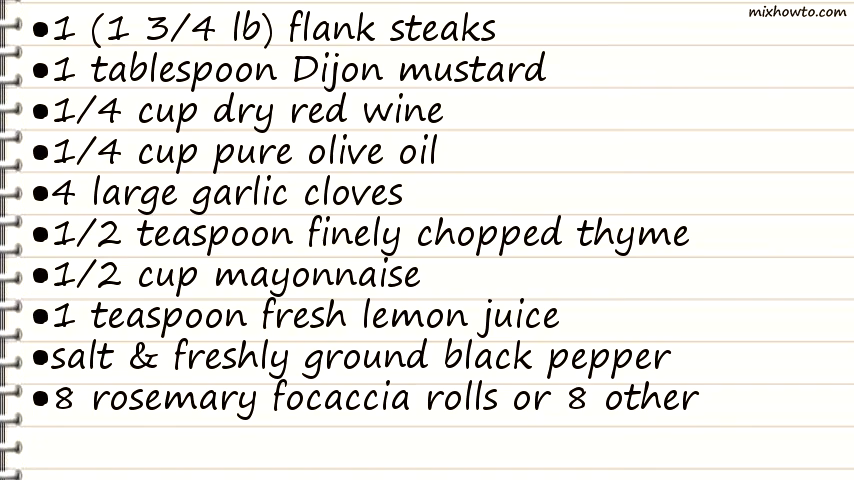 mixhowto.com
•1 (1 3/4 lb) flank steaks
•1 tablespoon Dijon mustard
•1/4 cup dry red wine
•1/4 cup pure olive oil
•4 large garlic cloves
•1/2 teaspoon finely chopped thyme
•1/2 cup mayonnaise
•1 teaspoon fresh lemon juice
•salt & freshly ground black pepper
•8 rosemary focaccia rolls or 8 other